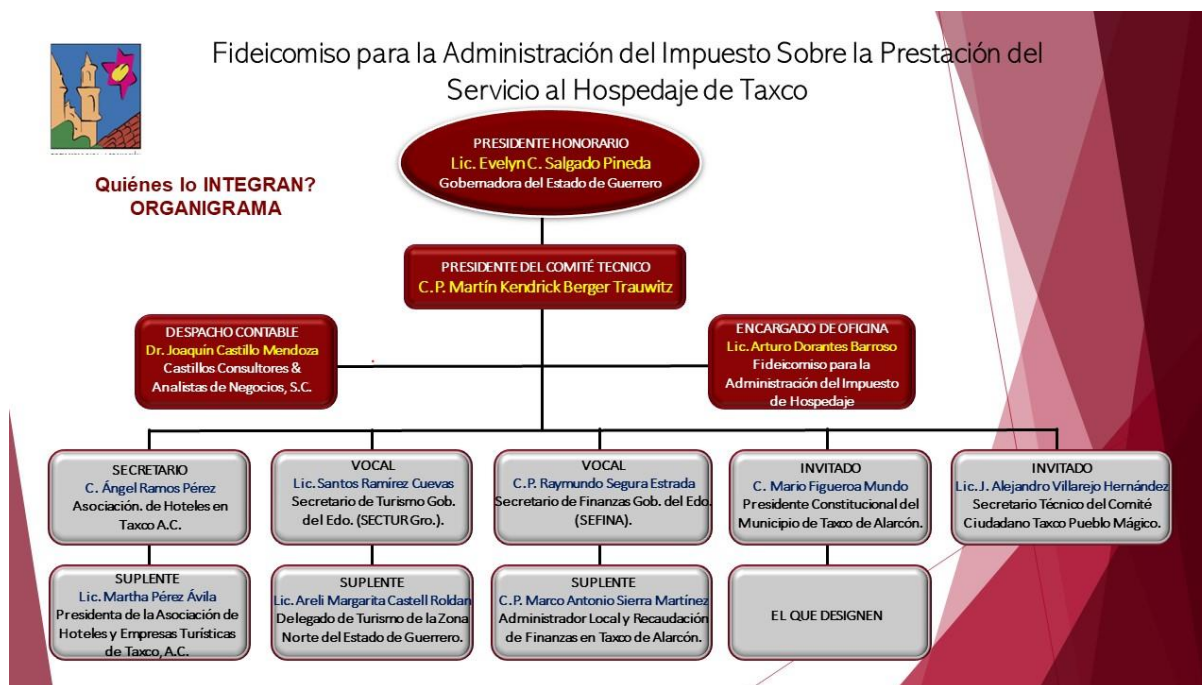 Fideicomiso para la Administración del Impuesto Sobre la Prestación del
Servicio al Hospedaje de Taxco
Quiénes lo INTEGRAN?
ORGANIGRAMA
PRESIDENTE HONORARIO
Lic. Evelyn C. Salgado Pineda
Gobernadora del Estado de Guerrero
PRESIDENTE DEL COMITÉ TECNICO
C.P. Martín Kendrick Berger Trauwitz
DESPACHO CONTABLE
Dr. Joaquín Castillo Mendoza
Castillos Consultores &
Analistas de Negocios, S.C.
ENCARGADO DE OFICINA
Lic. Arturo Dorantes Barroso
Fideicomiso para la
Administración del Impuesto
de Hospedaje
SECRETARIO
C. Ángel Ramos Pérez
Asociación. de Hoteles en
Taxco A.C.
VOCAL
Lic. Santos Ramírez Cuevas
Secretario de Turismo Gob.
del Edo. (SECTUR Gro.).
VOCAL
C.P. Raymundo Segura Estrada
Secretario de Finanzas Gob. del Edo.
(SEFINA).
INVITADO
C. Mario Figueroa Mundo
Presidente Constitucional del
Municipio de Taxco de Alarcón.
INVITADO
Lic. J. Alejandro Villarejo Hernández
Secretario Técnico del Comité
Ciudadano Taxco Pueblo Mágico.
SUPLENTE
Lic. Martha Pérez Ávila
Presidenta de la Asociación de
Hoteles y Empresas Turísticas
de Taxco, A.C.
SUPLENTE
Lic. Areli Margarita Castell Roldan
Delegado de Turismo de la Zona
Norte del Estado de Guerrero.
SUPLENTE
C.P. Marco Antonio Sierra Martínez
Administrador Local y Recaudación
de Finanzas en Taxco de Alarcón.
EL QUE DESIGNEN